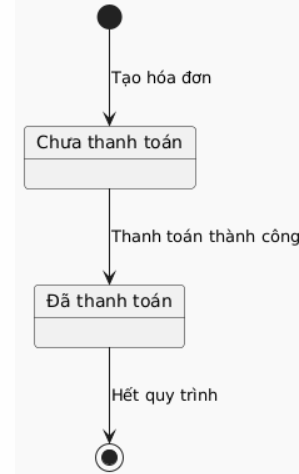 Tạo hóa đơn
Chưa thanh toán
Thanh toán thành công
Đã thanh toán
Hết quy trình